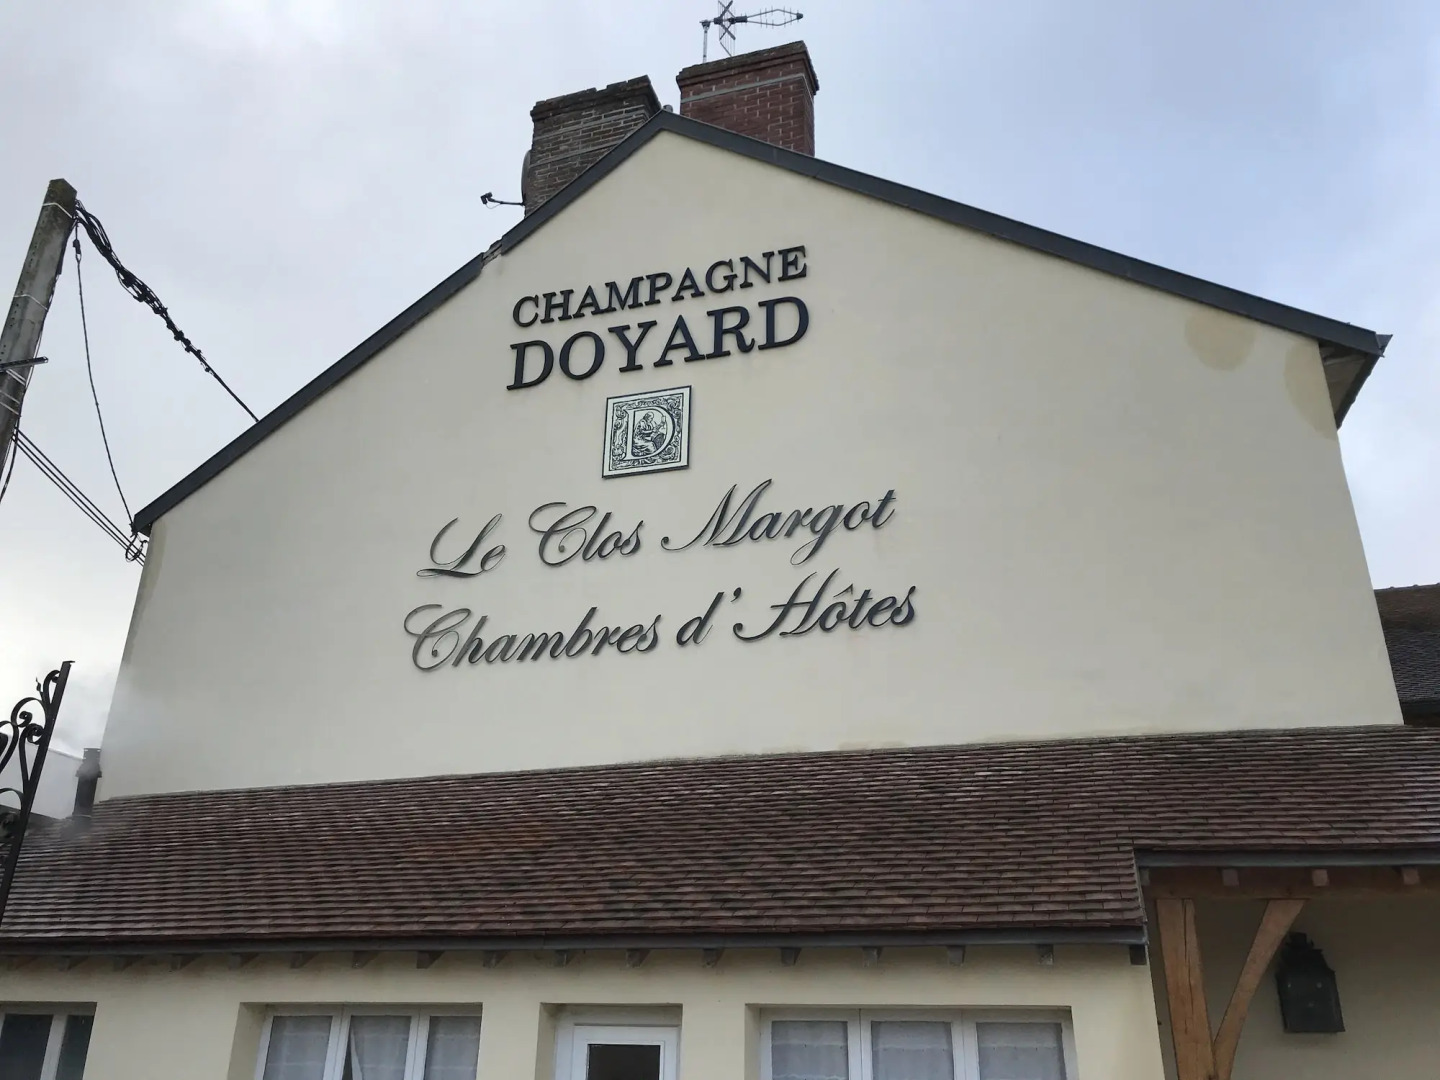 CHAMPAGNE
DOYARD
D
Le Clos Margot
Chambres d'Hôtes